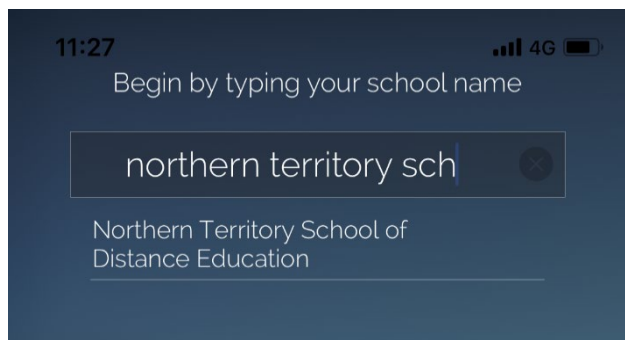 11:27 4G
Begin by typing your school name
northern territory sch
Northern Territory School of
Distance Education